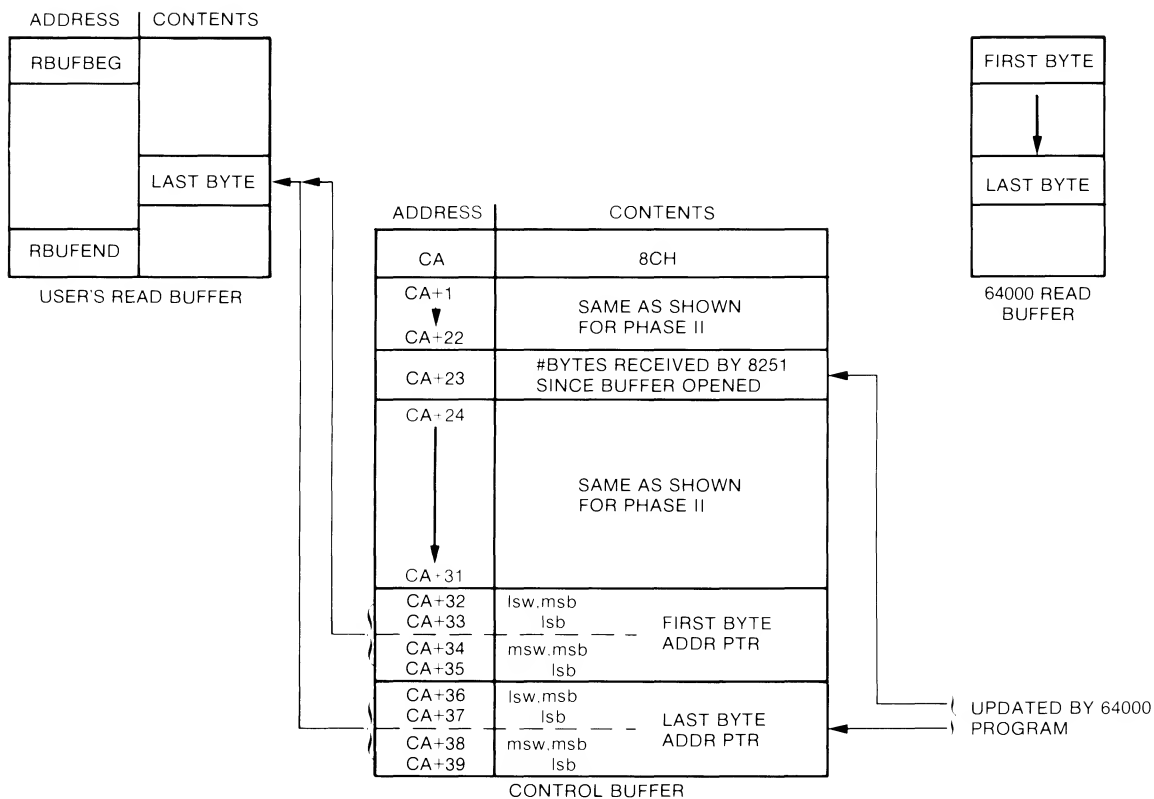 ADDRESS CONTENTS
RBUFBEG
LAST BYTE
RBUFEND
USER'S READ BUFFER
FIRST BYTE
LAST BYTE
64000 READ
BUFFER
ADDRESS CONTENTS
CA 8CH
CA+1
CA+22
SAME AS SHOWN
FOR PHASE II
CA+23
#BYTES RECEIVED BY 8251
SINCE BUFFER OPENED
CA+24
SAME AS SHOWN
FOR PHASE II
CA+31
CA+32 lsw,msb
CA+33 lsb
CA+34 msw,msb
CA+35 lsb
FIRST BYTE
ADDR PTR
CA+36 lsw,msb
CA+37 lsb
CA+38 msw,msb
CA+39 lsb
LAST BYTE
ADDR PTR
CONTROL BUFFER
UPDATED BY 64000
PROGRAM